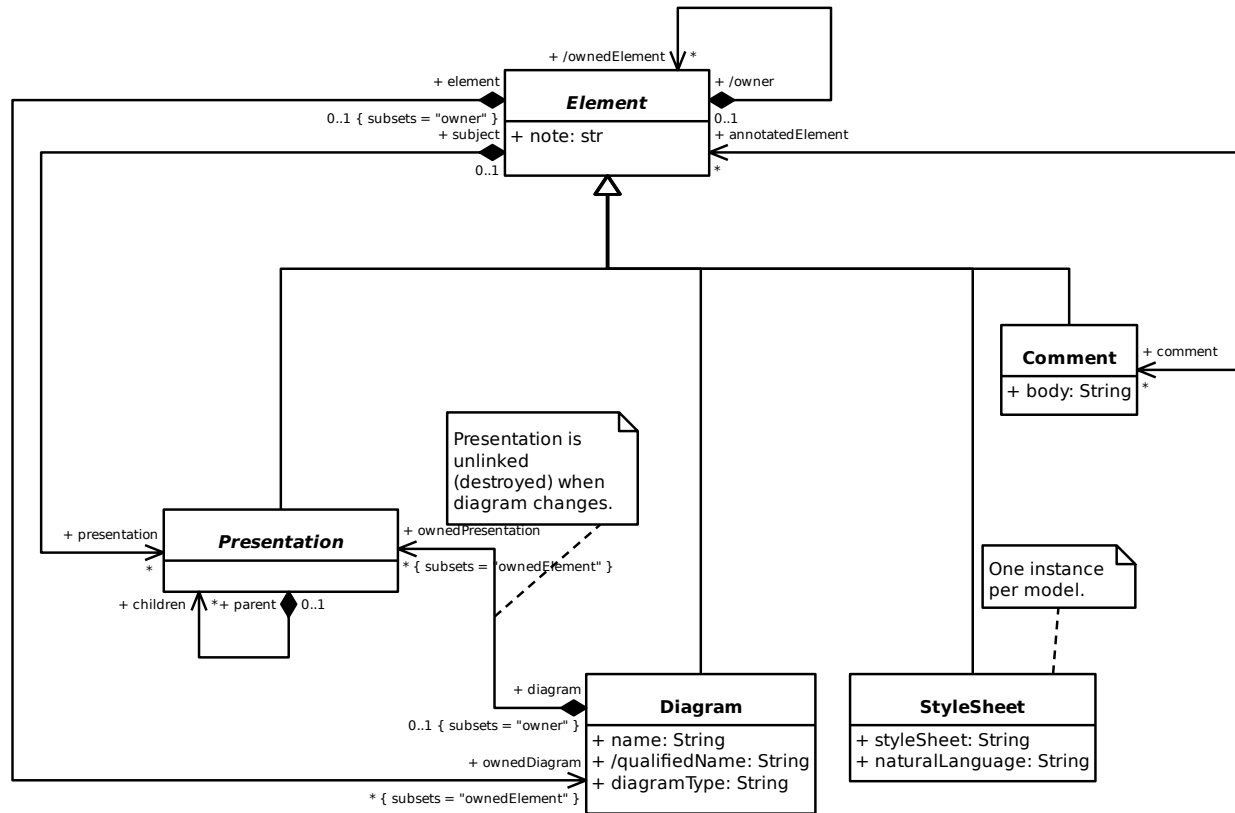 + /ownedElement
*
+ element
+ /owner
Element
0..1 { subsets = "owner" }
0..1
+ subject
+ note: str
+ annotatedElement
0..1
*
Comment
+ comment
+ body: String
*
Presentation is
unlinked
(destroyed) when
diagram changes.
+ presentation
Presentation
+ ownedPresentation
*
* { subsets = "ownedElement" }
One instance
per model.
+ children
*
+ parent
0..1
+ diagram
Diagram
StyleSheet
0..1 { subsets = "owner" }
+ name: String
+ /qualifiedName: String
+ diagramType: String
+ styleSheet: String
+ naturalLanguage: String
+ ownedDiagram
* { subsets = "ownedElement" }